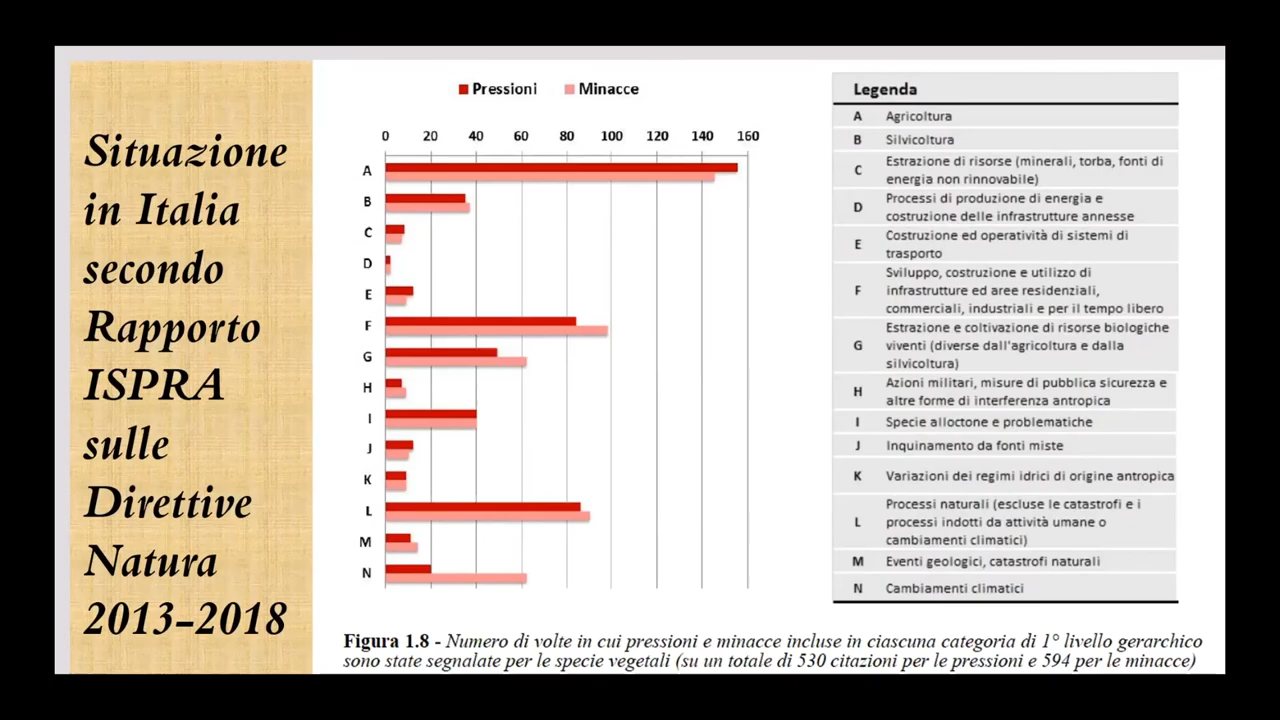 Situazione
in Italia
secondo
Rapporto
ISPRA
sulle
Direttive
Natura
2013-2018
Pressioni Minacce
0 20 40 60 80 100 120 140 160
A
B
C
D
E
F
G
H
I
J
K
L
M
N
Legenda
A Agricoltura
B Silvicoltura
C Estrazione di risorse (minerali, torba, fonti di
energia non rinnovabile)
D Processi di produzione di energia e
costruzione delle infrastrutture annesse
E Costruzione ed operatività di sistemi di
trasporto
F Sviluppo, costruzione e utilizzo di
infrastrutture ed aree residenziali,
commerciali, industriali e per il tempo libero
G Estrazione e coltivazione di risorse biologiche
viventi (diverse dall'agricoltura e dalla
silvicoltura)
H Azioni militari, misure di pubblica sicurezza e
altre forme di interferenza antropica
I Specie alloctone e problematiche
J Inquinamento da fonti miste
K Variazioni dei regimi idrici di origine antropica
L Processi naturali (escluse le catastrofi e i
processi indotti da attività umane o
cambiamenti climatici)
M Eventi geologici, catastrofi naturali
N Cambiamenti climatici
Figura 1.8 - Numero di volte in cui pressioni e minacce incluse in ciascuna categoria di 1° livello gerarchico
sono state segnalate per le specie vegetali (su un totale di 530 citazioni per le pressioni e 594 per le minacce)